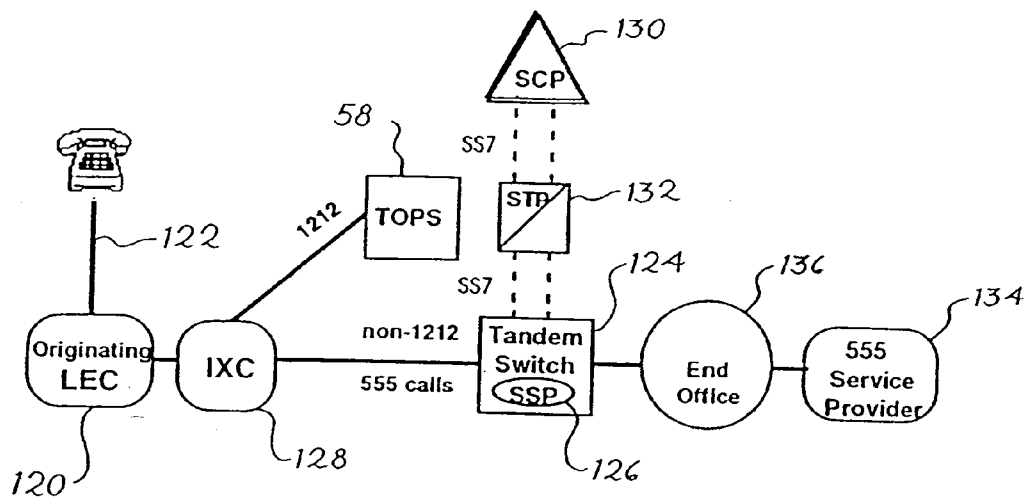 130
SCP
SS7
58
TOPS
1212
STP
132
122
SS7
124
136
134
Originating
LEC
IXC
non-1212
555 calls
Tandem
Switch
SSP
End
Office
555
Service
Provider
120
128
126